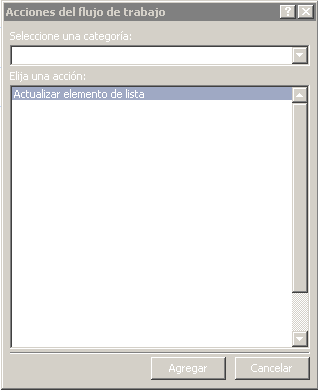 Acciones del flujo de trabajo
Seleccione una categoría:
Elija una acción:
Actualizar elemento de lista
Agregar
Cancelar